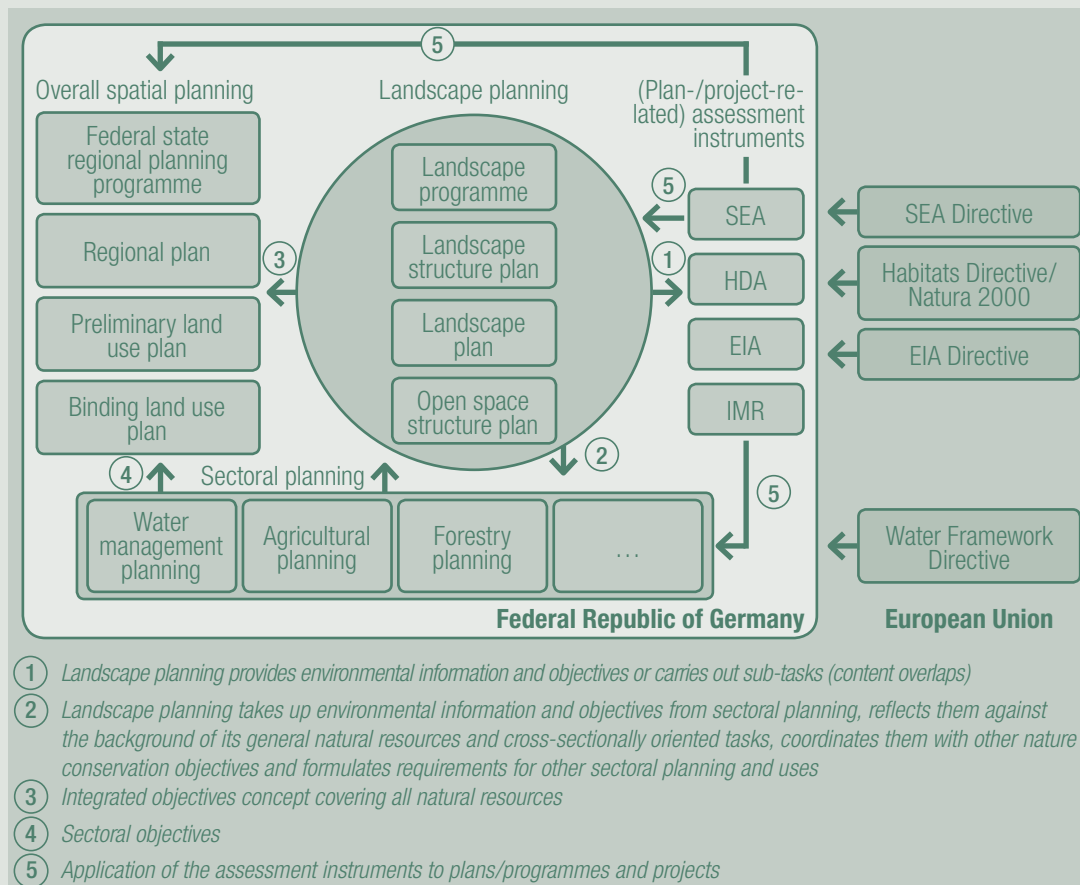 5
Overall spatial planning
Federal state
regional planning
programme
Regional plan
Preliminary land
use plan
Binding land use
plan
3
Landscape planning
Landscape
programme
Landscape
structure plan
Landscape
plan
Open space
structure plan
(Plan-/project-re-
lated) assessment
instruments
5
1
SEA
HDA
EIA
IMR
SEA Directive
Habitats Directive/
Natura 2000
EIA Directive
2
4
Sectoral planning
5
Water
management
planning
Agricultural
planning
Forestry
planning
...
Water Framework
Directive
Federal Republic of Germany
European Union
1 Landscape planning provides environmental information and objectives or carries out sub-tasks (content overlaps)
2 Landscape planning takes up environmental information and objectives from sectoral planning, reflects them against
the background of its general natural resources and cross-sectionally oriented tasks, coordinates them with other nature
conservation objectives and formulates requirements for other sectoral planning and uses
3 Integrated objectives concept covering all natural resources
4 Sectoral objectives
5 Application of the assessment instruments to plans/programmes and projects